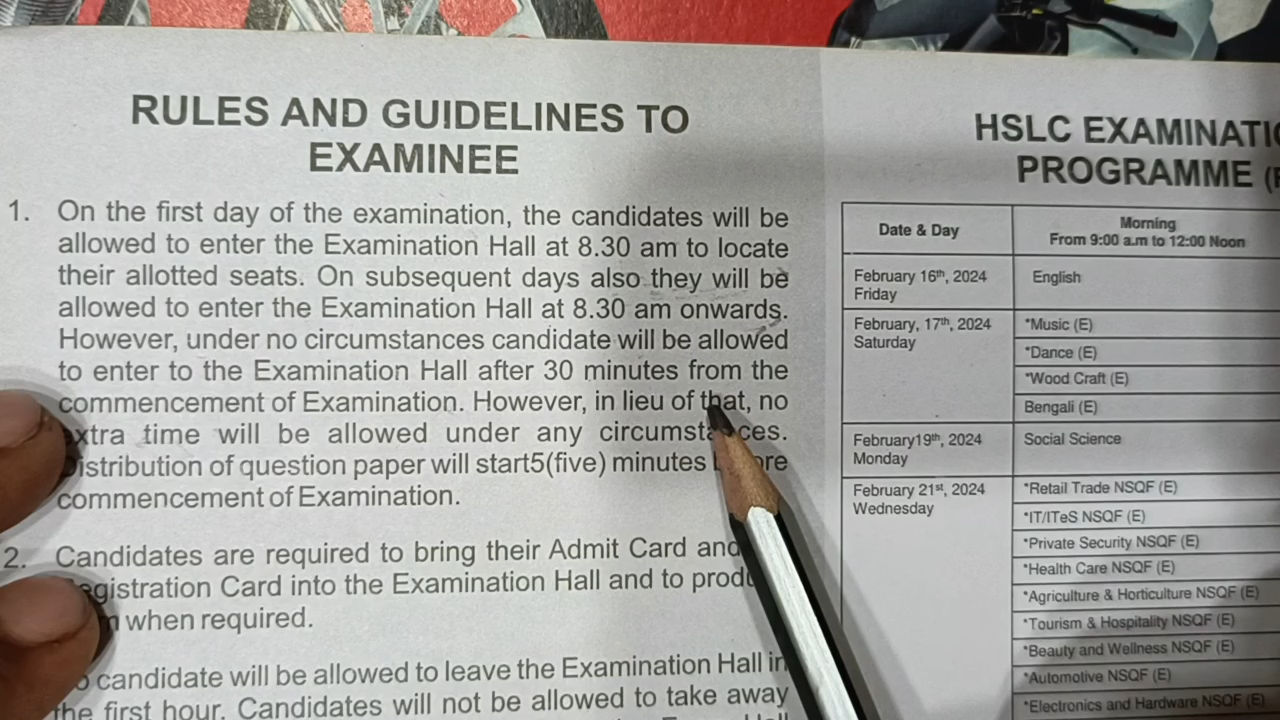 RULES AND GUIDELINES TO
EXAMINEE
1. On the first day of the examination, the candidates will be
allowed to enter the Examination Hall at 8.30 am to locate
their allotted seats. On subsequent days also they will be
allowed to enter the Examination Hall at 8.30 am onwards.
However, under no circumstances candidate will be allowed
to enter to the Examination Hall after 30 minutes from the
commencement of Examination. However, in lieu of that, no
extra time will be allowed under any circumstances.
Distribution of question paper will start5(five) minutes before
commencement of Examination.
2. Candidates are required to bring their Admit Card and
Registration Card into the Examination Hall and to
when required.
candidate will be allowed to leave the Examination Hall in
the first hour. Candidates will not be allowed to take away
HSLC
PROGRAMME
Date & Day
Morning
From 9:00 a.m to 12:00 Noon
February 16th, 2024
Friday
English
February, 17th, 2024
Saturday
*Music (E)
*Dance (E)
*Wood Craft (E)
Bengali (E)
February19th, 2024
Monday
Social Science
February 21st, 2024
Wednesday
*Retail Trade NSQF (E)
*IT/ITeS NSQF (E)
*Private Security NSQF (E)
*Health Care NSQF (E)
*Agriculture & Horticulture NSQF (E)
*Tourism & Hospitality NSQF (E)
*Beauty and Wellness NSQF (E)
*Automotive NSQF (E)
*Electronics and Hardware NSQF (E)